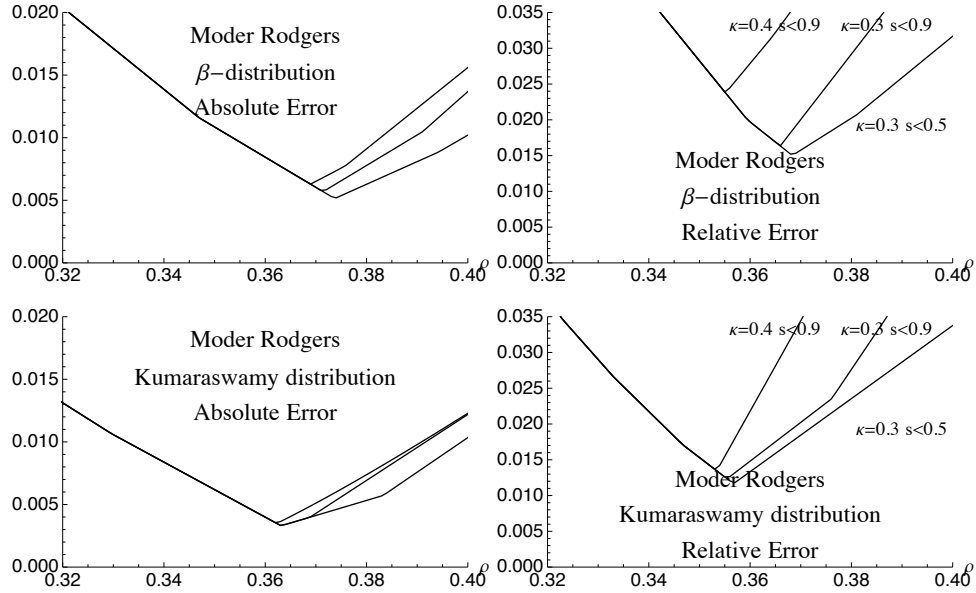 0.020
Moder Rodgers
0.015
β−distribution
Absolute Error
0.010
0.005
0.000
0.32 0.34 0.36 0.38 0.40 ρ
0.035
κ=0.4 s<0.9 κ=0.3 s<0.9
0.030
0.025
0.020
κ=0.3 s<0.5
0.015
Moder Rodgers
0.010
β−distribution
0.005
Relative Error
0.000
0.32 0.34 0.36 0.38 0.40 ρ
0.020
Moder Rodgers
0.015
Kumaraswamy distribution
Absolute Error
0.010
0.005
0.000
0.32 0.34 0.36 0.38 0.40 ρ
0.035
κ=0.4 s<0.9 κ=0.3 s<0.9
0.030
0.025
0.020
κ=0.3 s<0.5
0.015
Moder Rodgers
0.010
Kumaraswamy distribution
0.005
Relative Error
0.000
0.32 0.34 0.36 0.38 0.40 ρ